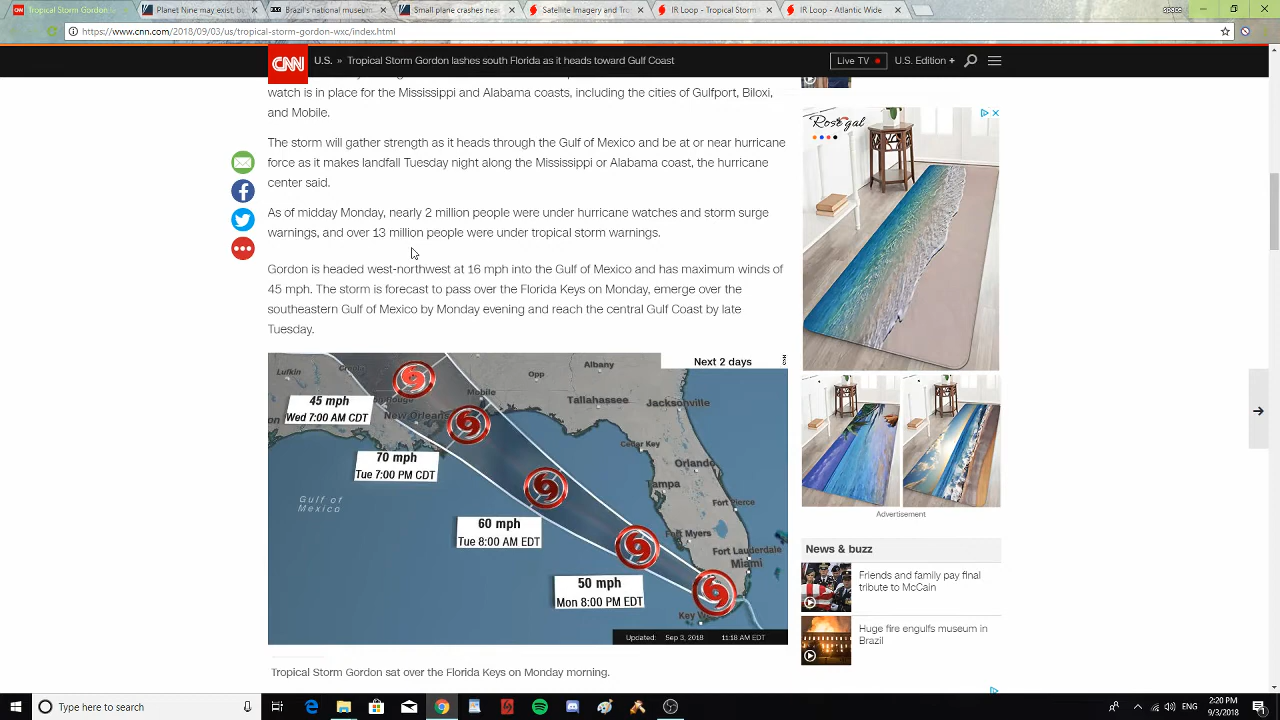 Tropical Storm Gordon
Planet Nine may exist, b
Brazil's national museum
Small plane crashes near
Satellite Imagery and Tro
IR Loop - Tropical Storm
IR Loop - Atlantic Wide
https://www.cnn.com/2018/09/03/us/tropical-storm-gordon-wxc/index.html
CNN
U.S. » Tropical Storm Gordon lashes south Florida as it heads toward Gulf Coast
Live TV
U.S. Edition +
watch is in place for the Mississippi and Alabama coasts, including the cities of Gulfport, Biloxi,
and Mobile.
The storm will gather strength as it heads through the Gulf of Mexico and be at or near hurricane
force as it makes landfall Tuesday night along the Mississippi or Alabama coast, the hurricane
center said.
As of midday Monday, nearly 2 million people were under hurricane watches and storm surge
warnings, and over 13 million people were under tropical storm warnings.
Gordon is headed west-northwest at 16 mph into the Gulf of Mexico and has maximum winds of
45 mph. The storm is forecast to pass over the Florida Keys on Monday, emerge over the
southeastern Gulf of Mexico by Monday evening and reach the central Gulf Coast by late
Tuesday.
Next 2 days
Lufkin
Albany
Opp
Mobile
Tallahassee
Jacksonville
45 mph
Wed 7:00 AM CDT
New Orleans
Cedar Key
70 mph
Tue 7:00 PM CDT
Orlando
Tampa
Gulf of
Mexico
Fort Pierce
60 mph
Tue 8:00 AM EDT
Fort Myers
Fort Lauderdale
Miami
50 mph
Mon 8:00 PM EDT
Key
Updated: Sep 3, 2018 11:18 AM EDT
Tropical Storm Gordon sat over the Florida Keys on Monday morning.
Rosegal
Advertisement
News & buzz
Friends and family pay final
tribute to McCain
Huge fire engulfs museum in
Brazil
Type here to search
ENG
2:20 PM
9/3/2018